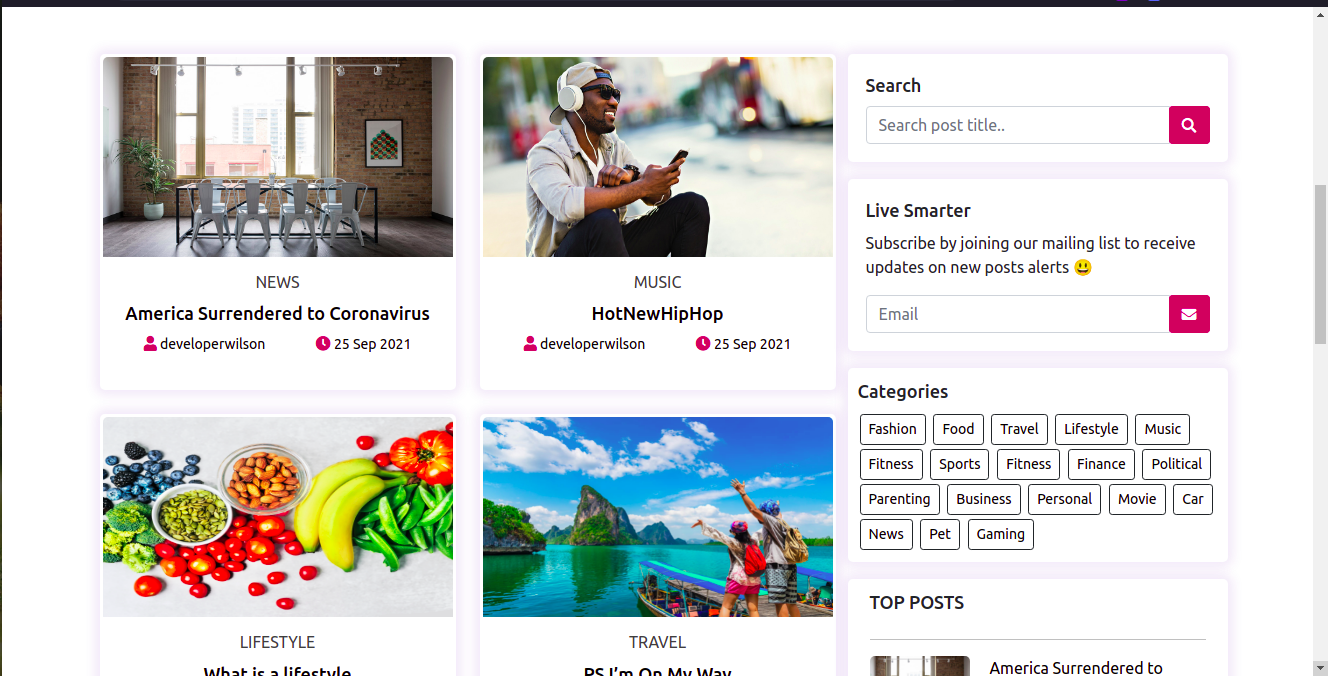 NEWS
America Surrendered to Coronavirus
developerwilson 25 Sep 2021
MUSIC
HotNewHipHop
developerwilson 25 Sep 2021
LIFESTYLE
What is a lifestyle
TRAVEL
PS I'm On My Way
Search
Search post title..
Live Smarter
Subscribe by joining our mailing list to receive
updates on new posts alerts 😃
Email
Categories
Fashion Food Travel Lifestyle Music
Fitness Sports Fitness Finance Political
Parenting Business Personal Movie Car
News Pet Gaming
TOP POSTS
America Surrendered to